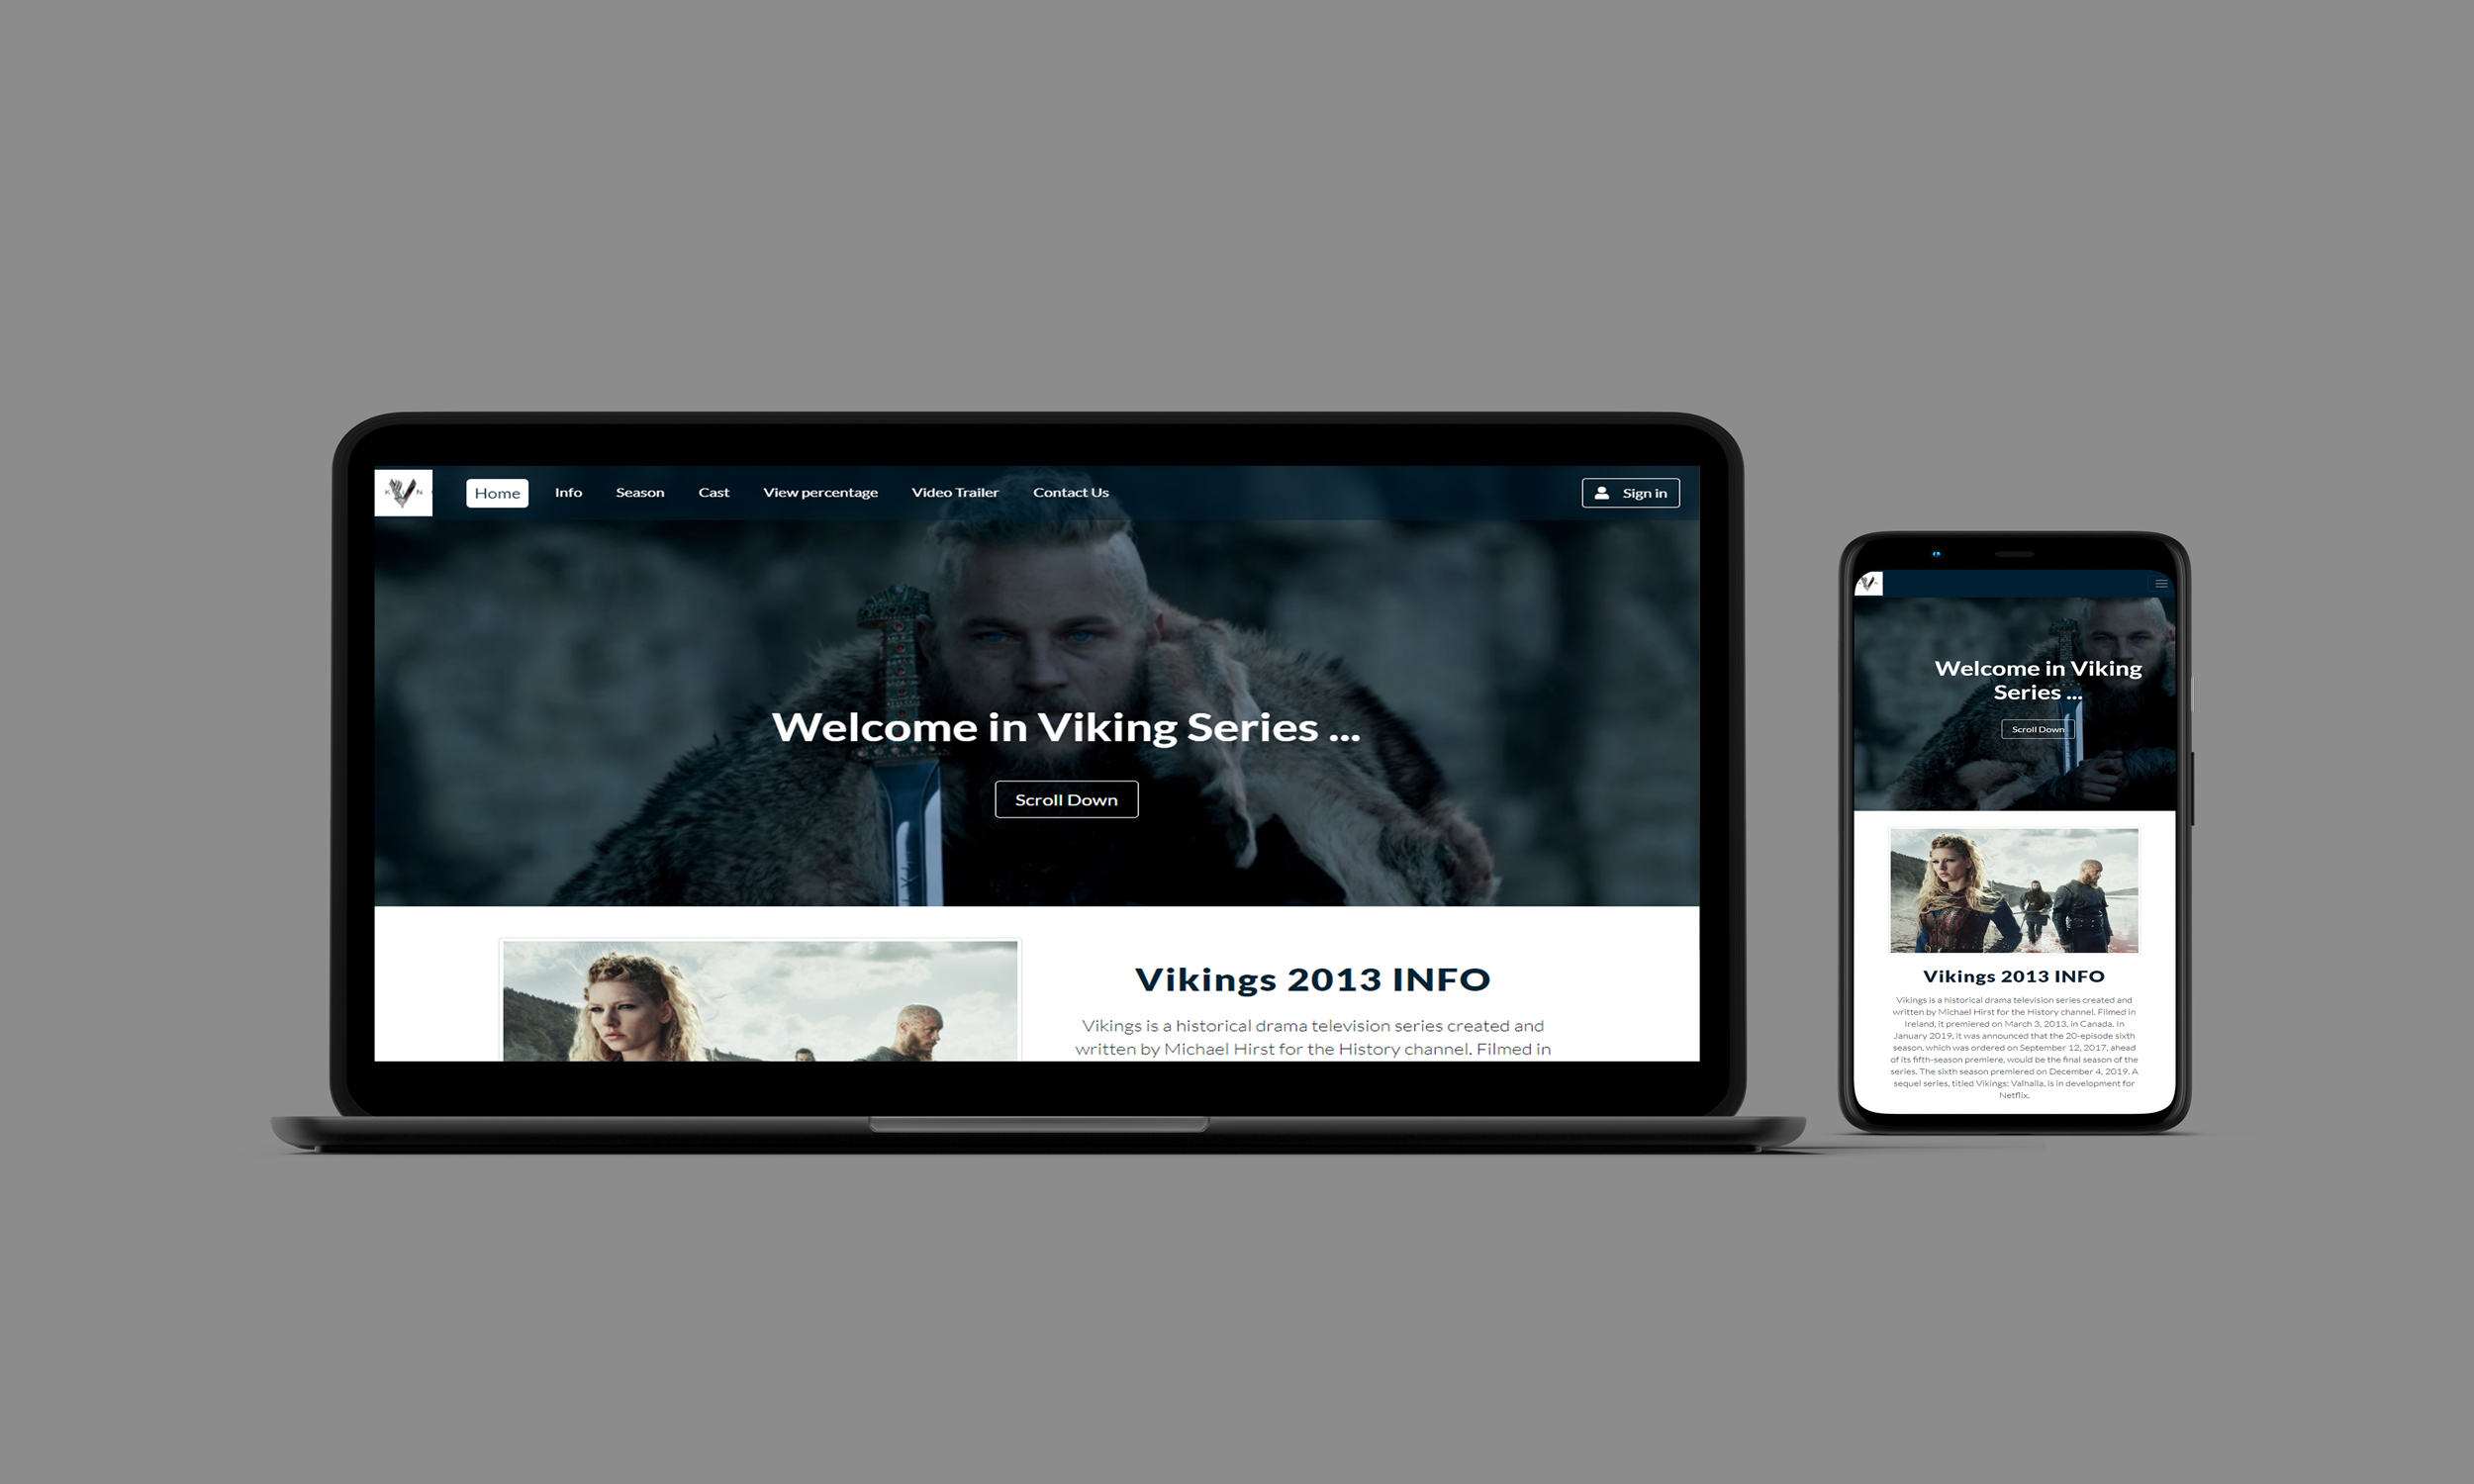 K N
Home Info Season Cast View percentage Video Trailer Contact Us Sign in
Welcome in Viking Series ...
Scroll Down
Vikings 2013 INFO
Vikings is a historical drama television series created and
written by Michael Hirst for the History channel. Filmed in
Welcome in Viking
Series ...
Scroll Down
Vikings 2013 INFO
Vikings is a historical drama television series created and
written by Michael Hirst for the History channel. Filmed in
Ireland, it premiered on March 3, 2013, in Canada. In
January 2019, it was announced that the 20-episode sixth
season, which was ordered on September 12, 2017, ahead
of its fifth-season premiere, would be the final season of the
series. The sixth season premiered on December 4, 2019. A
sequel series, titled Vikings: Valhalla, is in development for
Netflix.